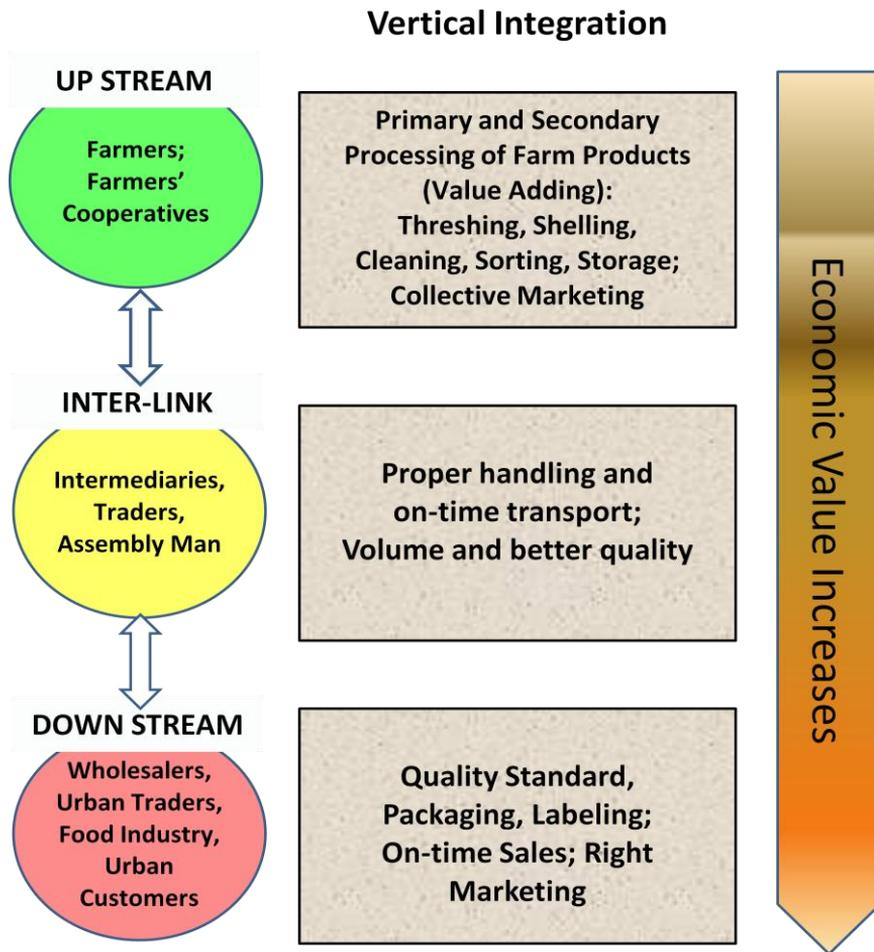 Vertical Integration
UP STREAM
Farmers;
Farmers'
Cooperatives
Primary and Secondary
Processing of Farm Products
(Value Adding):
Threshing, Shelling,
Cleaning, Sorting, Storage;
Collective Marketing
INTER-LINK
Intermediaries,
Traders,
Assembly Man
Proper handling and
on-time transport;
Volume and better quality
DOWN STREAM
Wholesalers,
Urban Traders,
Food Industry,
Urban
Customers
Quality Standard,
Packaging, Labeling;
On-time Sales; Right
Marketing
Economic Value Increases